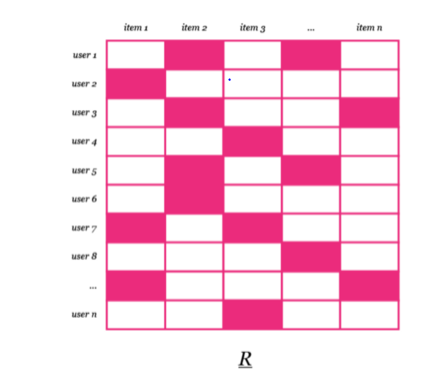 item 1 item 2 item 3 ... item n
user 1
user 2
user 3
user 4
user 5
user 6
user 7
user 8
...
user n
R